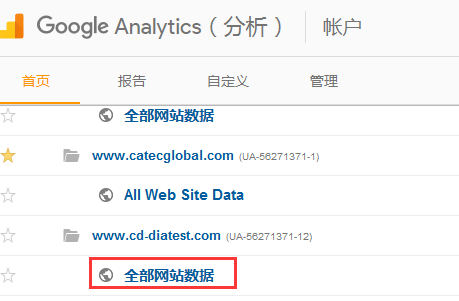 Google Analytics（分析） 帐户
首页 报告 自定义 管理
全部网站数据
www.catecglobal.com (UA-56271371-1)
All Web Site Data
www.cd-diatest.com (UA-56271371-12)
全部网站数据